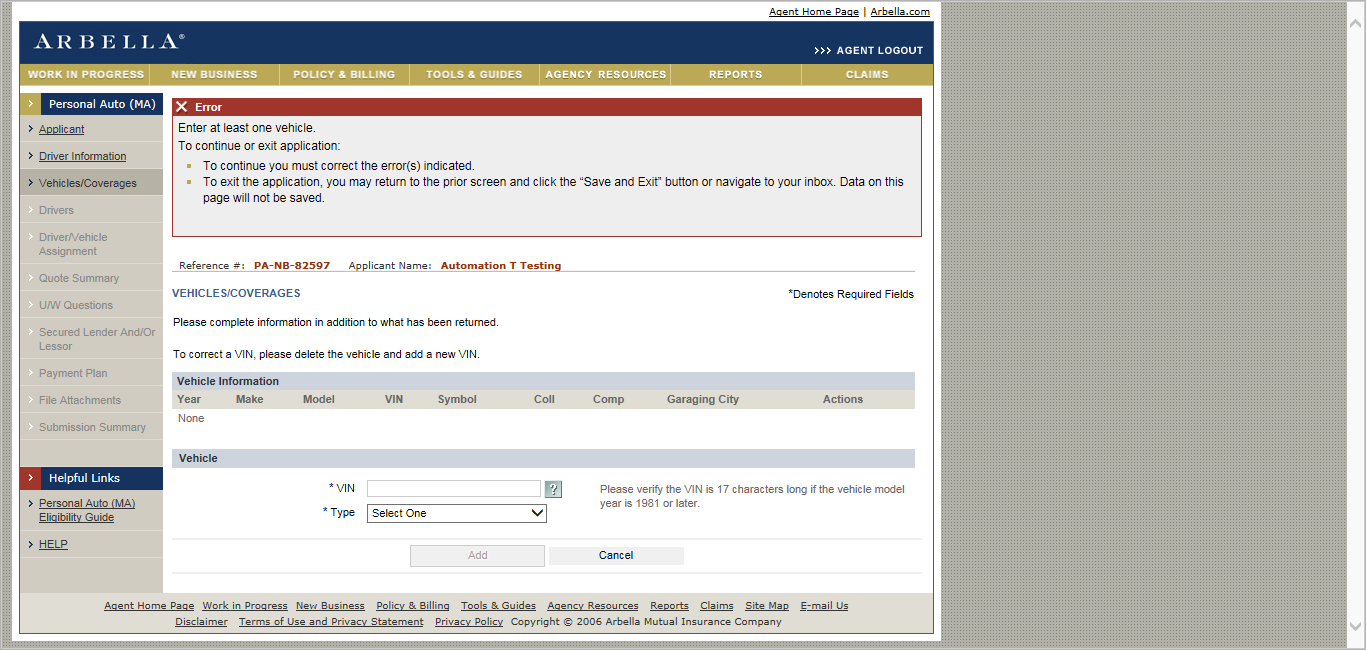 Agent Home Page | Arbella.com
ARBELLA®
>>> AGENT LOGOUT
WORK IN PROGRESS NEW BUSINESS POLICY & BILLING TOOLS & GUIDES AGENCY RESOURCES REPORTS CLAIMS
Personal Auto (MA)
Applicant
Driver Information
Vehicles/Coverages
Drivers
Driver/Vehicle
Assignment
Quote Summary
U/W Questions
Secured Lender And/Or
Lessor
Payment Plan
File Attachments
Submission Summary
Helpful Links
Personal Auto (MA)
Eligibility Guide
HELP
Error
Enter at least one vehicle.
To continue or exit application:
To continue you must correct the error(s) indicated.
To exit the application, you may return to the prior screen and click the “Save and Exit” button or navigate to your inbox. Data on this
page will not be saved.
Reference #: PA-NB-82597 Applicant Name: Automation T Testing
VEHICLES/COVERAGES
*Denotes Required Fields
Please complete information in addition to what has been returned.
To correct a VIN, please delete the vehicle and add a new VIN.
Vehicle Information
Year Make Model VIN Symbol Coll Comp Garaging City Actions
None
Vehicle
* VIN ?
Please verify the VIN is 17 characters long if the vehicle model
year is 1981 or later.
* Type Select One
Add Cancel
Agent Home Page Work in Progress New Business Policy & Billing Tools & Guides Agency Resources Reports Claims Site Map E-mail Us
Disclaimer Terms of Use and Privacy Statement Privacy Policy Copyright © 2006 Arbella Mutual Insurance Company